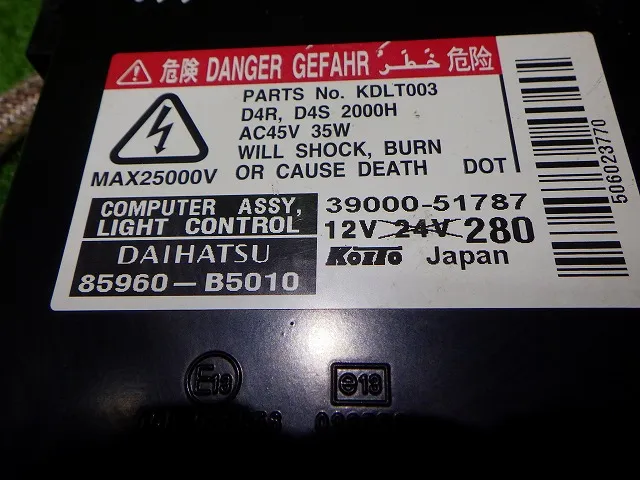 危険 DANGER GEFAHR خَطَر 危险
PARTS No. KDLT003
D4R, D4S 2000H
AC45V 35W
WILL SHOCK, BURN
OR CAUSE DEATH DOT
MAX25000V
COMPUTER ASSY,
LIGHT CONTROL
DAIHATSU
85960-B5010
39000-51787
12V 24V 280
KOITO Japan
506023770
E13
e13